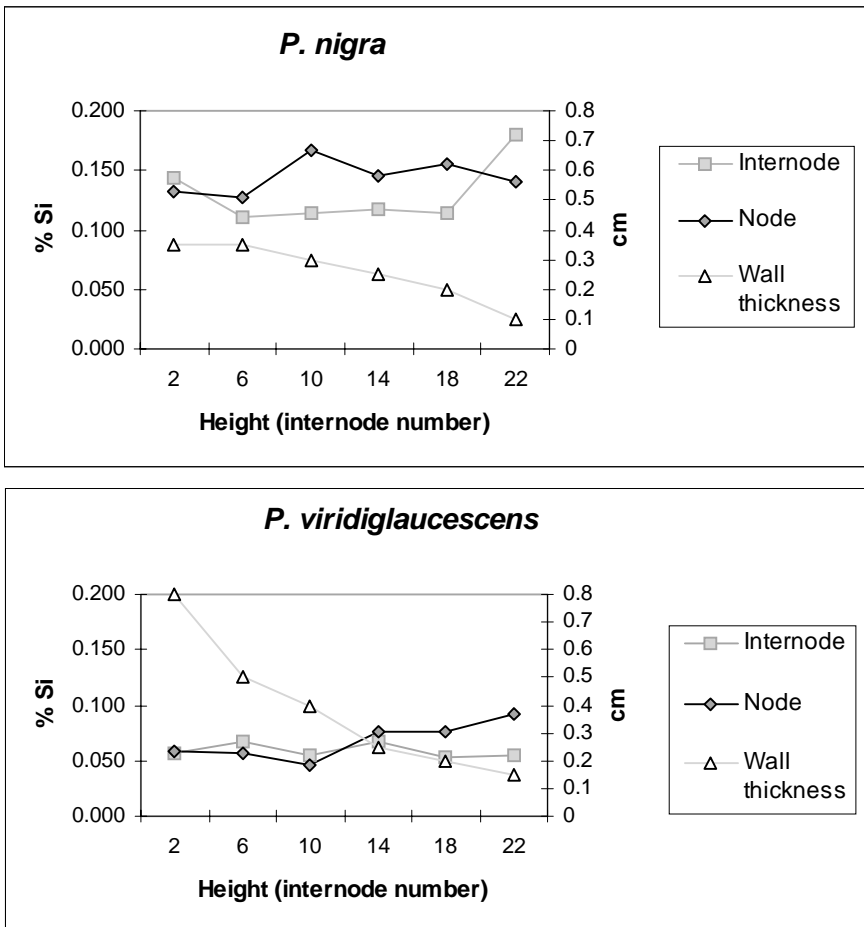 P. nigra
0.200
0.150
0.100
0.050
0.000
% Si
0.8
0.7
0.6
0.5
0.4
0.3
0.2
0.1
0
cm
2 6 10 14 18 22
Height (internode number)
Internode
Node
Wall
thickness
P. viridiglaucescens
0.200
0.150
0.100
0.050
0.000
% Si
0.8
0.7
0.6
0.5
0.4
0.3
0.2
0.1
0
cm
2 6 10 14 18 22
Height (internode number)
Internode
Node
Wall
thickness